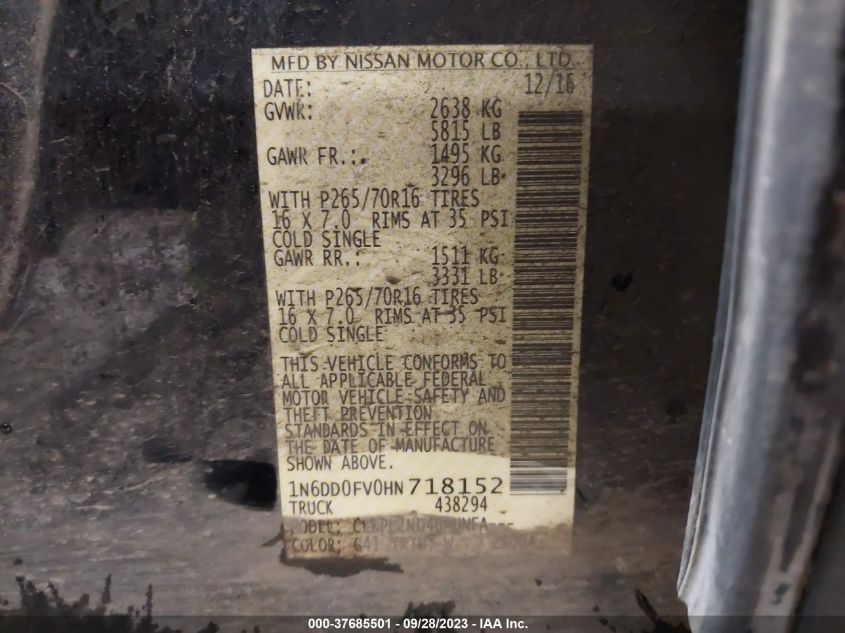 MFD BY NISSAN MOTOR CO., LTD.
DATE: 12/16
GVWR: 2638 KG
5815 LB
GAWR FR.: 1495 KG
3296 LB
WITH P265/70R16 TIRES
16 X 7.0 RIMS AT 35 PSI
COLD SINGLE
GAWR RR.: 1511 KG
3331 LB
WITH P265/70R16 TIRES
16 X 7.0 RIMS AT 35 PSI
COLD SINGLE
THIS VEHICLE CONFORMS TO
ALL APPLICABLE FEDERAL
MOTOR VEHICLE SAFETY AND
THEFT PREVENTION
STANDARDS IN EFFECT ON
THE DATE OF MANUFACTURE
SHOWN ABOVE.
1N6DD0FV0HN718152
TRUCK 438294
MODEL:
COLOR: G41 TRIM:
000-37685501 - 09/28/2023 - IAA Inc.